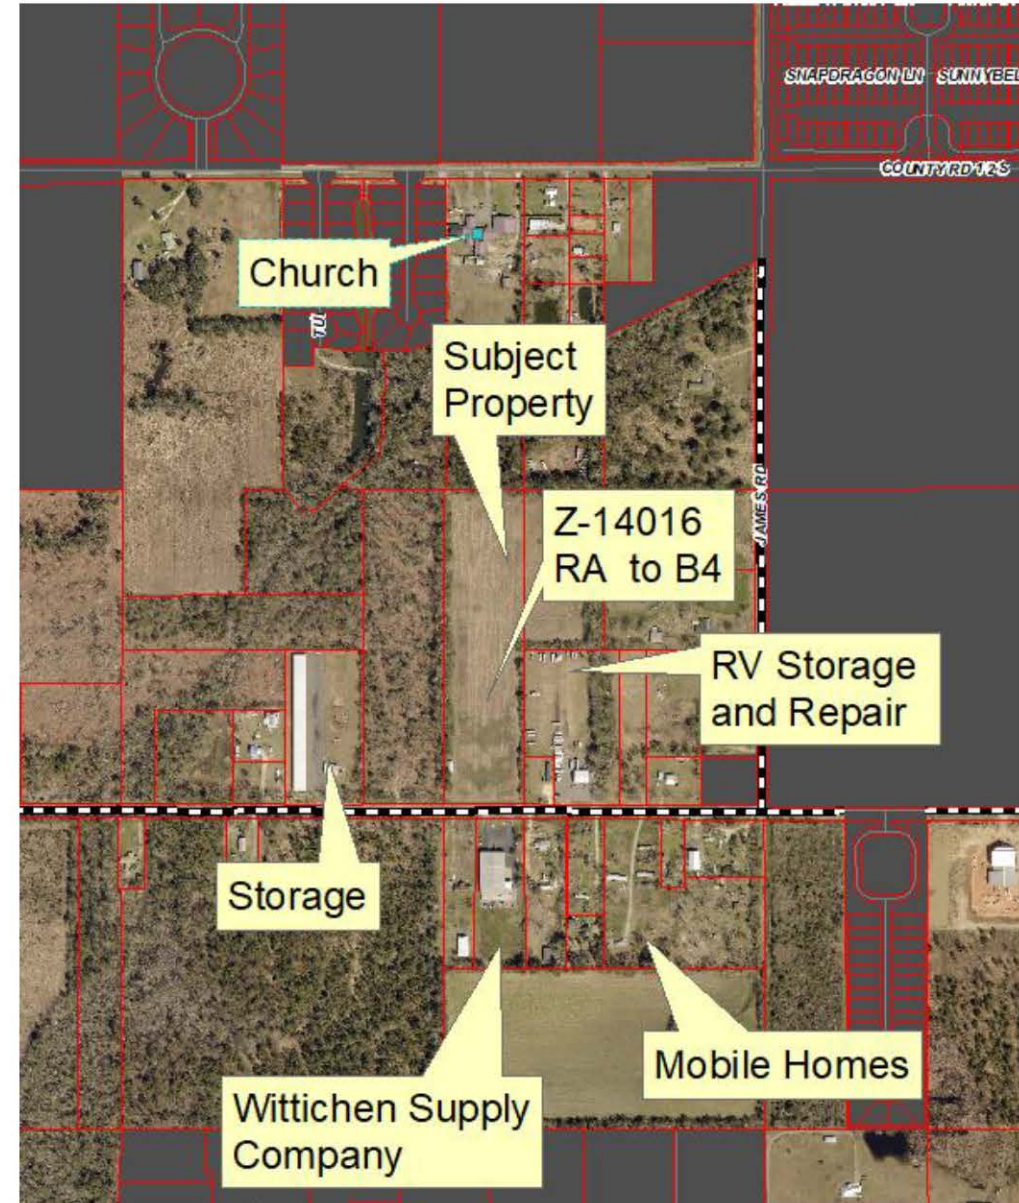 SNAPDRAGON LN
COUNTY RD 12 S
Church
Subject
Property
Z-14016
RA to B4
JAMES RD
RV Storage
and Repair
Storage
Mobile Homes
Wittichen Supply
Company